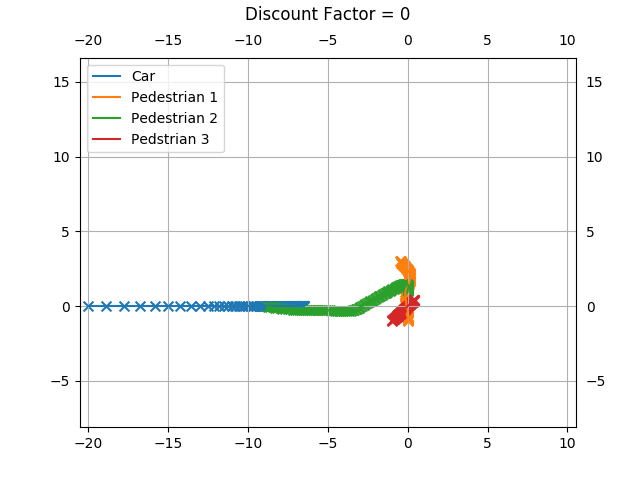 Discount Factor = 0
−20 −15 −10 −5 0 5 10
Car
Pedestrian 1
Pedestrian 2
Pedstrian 3
15 15
10 10
5 5
0 0
−5 −5
−20 −15 −10 −5 0 5 10